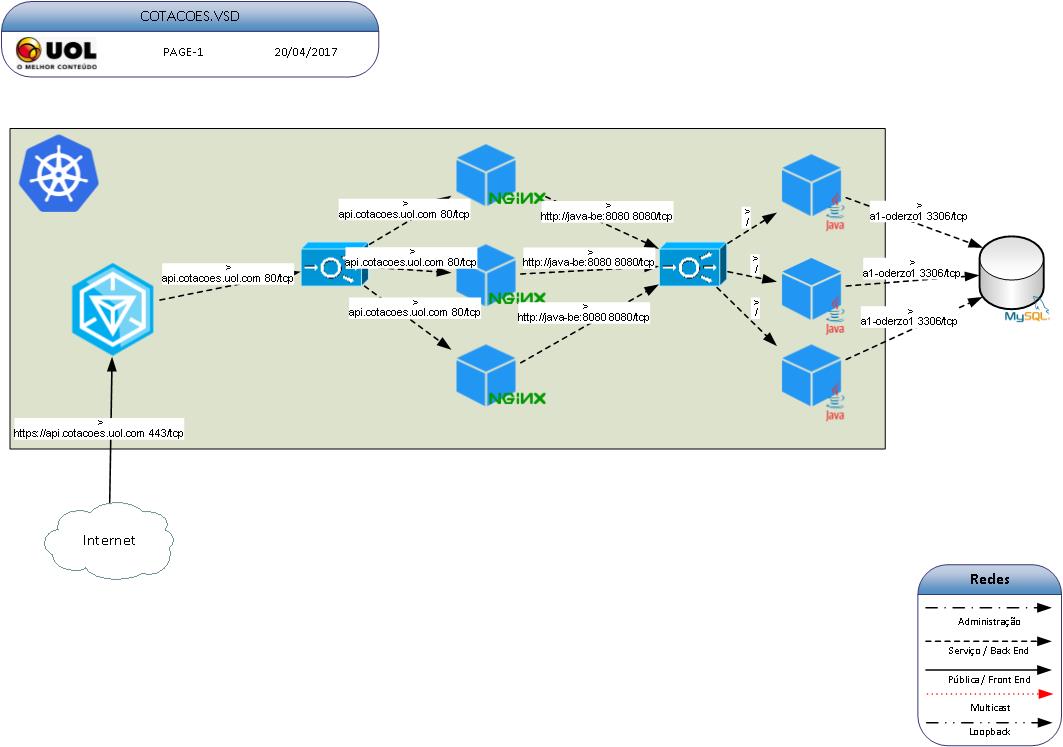 COTACOES.VSD
UOL
O MELHOR CONTEÚDO
PAGE-1
20/04/2017
>
api.cotacoes.uol.com 80/tcp
>
api.cotacoes.uol.com 80/tcp
>
api.cotacoes.uol.com 80/tcp
>
api.cotacoes.uol.com 80/tcp
NGiNX
NGiNX
NGiNX
>
http://java-be:8080 8080/tcp
>
http://java-be:8080 8080/tcp
>
http://java-be:8080 8080/tcp
>
/
>
/
>
/
Java
Java
Java
>
a1-oderzo1 3306/tcp
>
a1-oderzo1 3306/tcp
>
a1-oderzo1 3306/tcp
MySQL
>
https://api.cotacoes.uol.com 443/tcp
Internet
Redes
Administração
Serviço / Back End
Pública / Front End
Multicast
Loopback